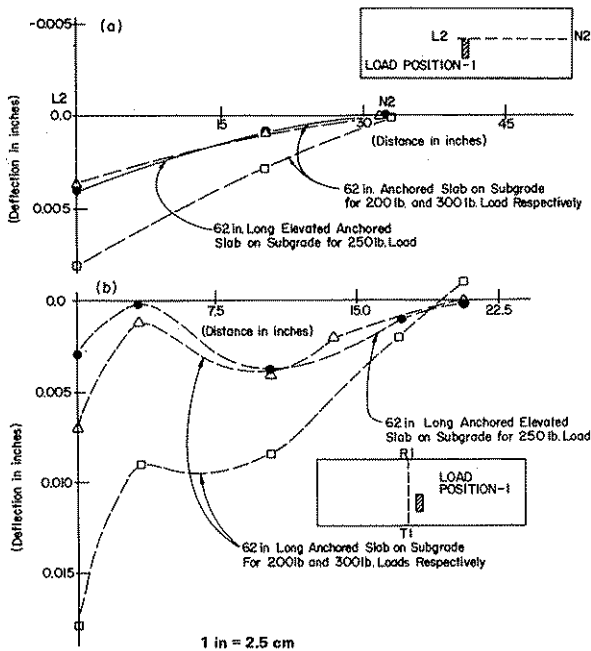 -0.005
(a)
L2
N2
LOAD POSITION-1
L2
N2
0.0
15
30
45
(Distance in inches)
(Deflection in inches)
0.005
62 in. Anchored Slab on Subgrade
for 200 lb. and 300 lb. Load Respectively
62 in. Long Elevated Anchored
Slab on Subgrade for 250 lb. Load
(b)
0.0
7.5
15.0
22.5
(Distance in inches)
(Deflection in inches)
0.005
62 in Long Anchored Elevated
Slab on Subgrade for 250 lb. Load
R1
LOAD
POSITION-1
T1
0.010
(Deflection in inches)
62 in Long Anchored Slab on Subgrade
For 200 lb and 300 lb. Loads Respectively
0.015
1 in = 2.5 cm